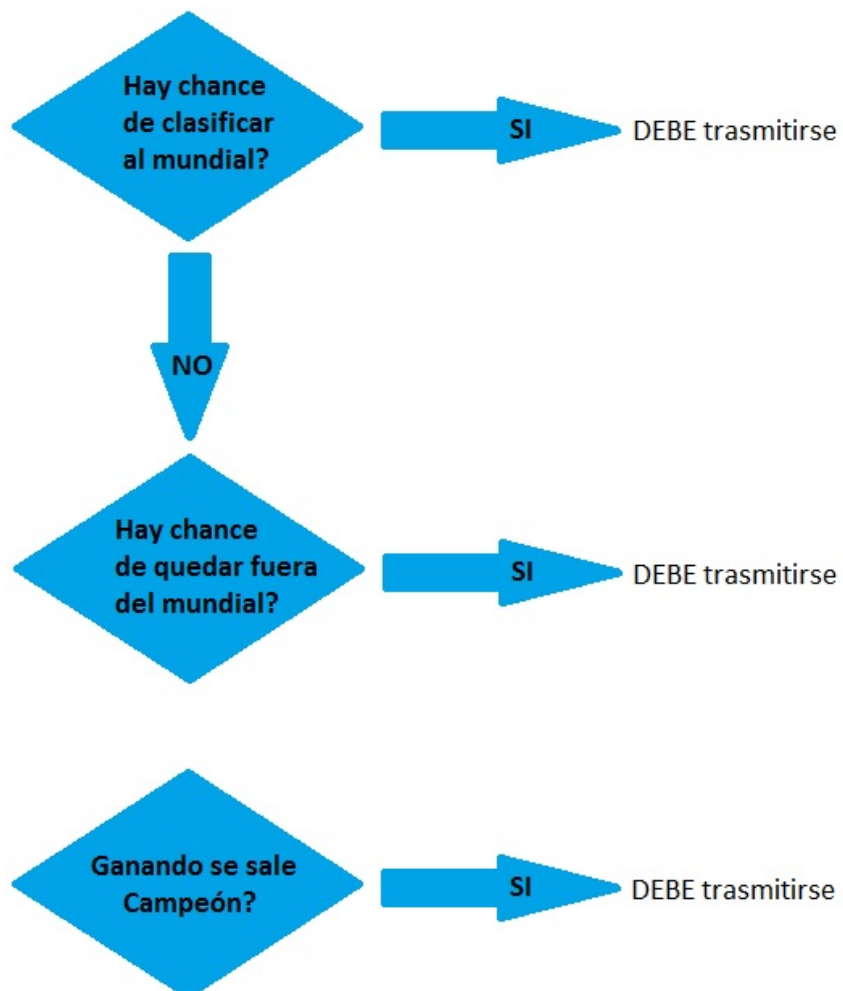 Hay chance
de clasificar
al mundial?
SI
DEBE trasmitirse
NO
Hay chance
de quedar fuera
del mundial?
SI
DEBE trasmitirse
Ganando se sale
Campeón?
SI
DEBE trasmitirse